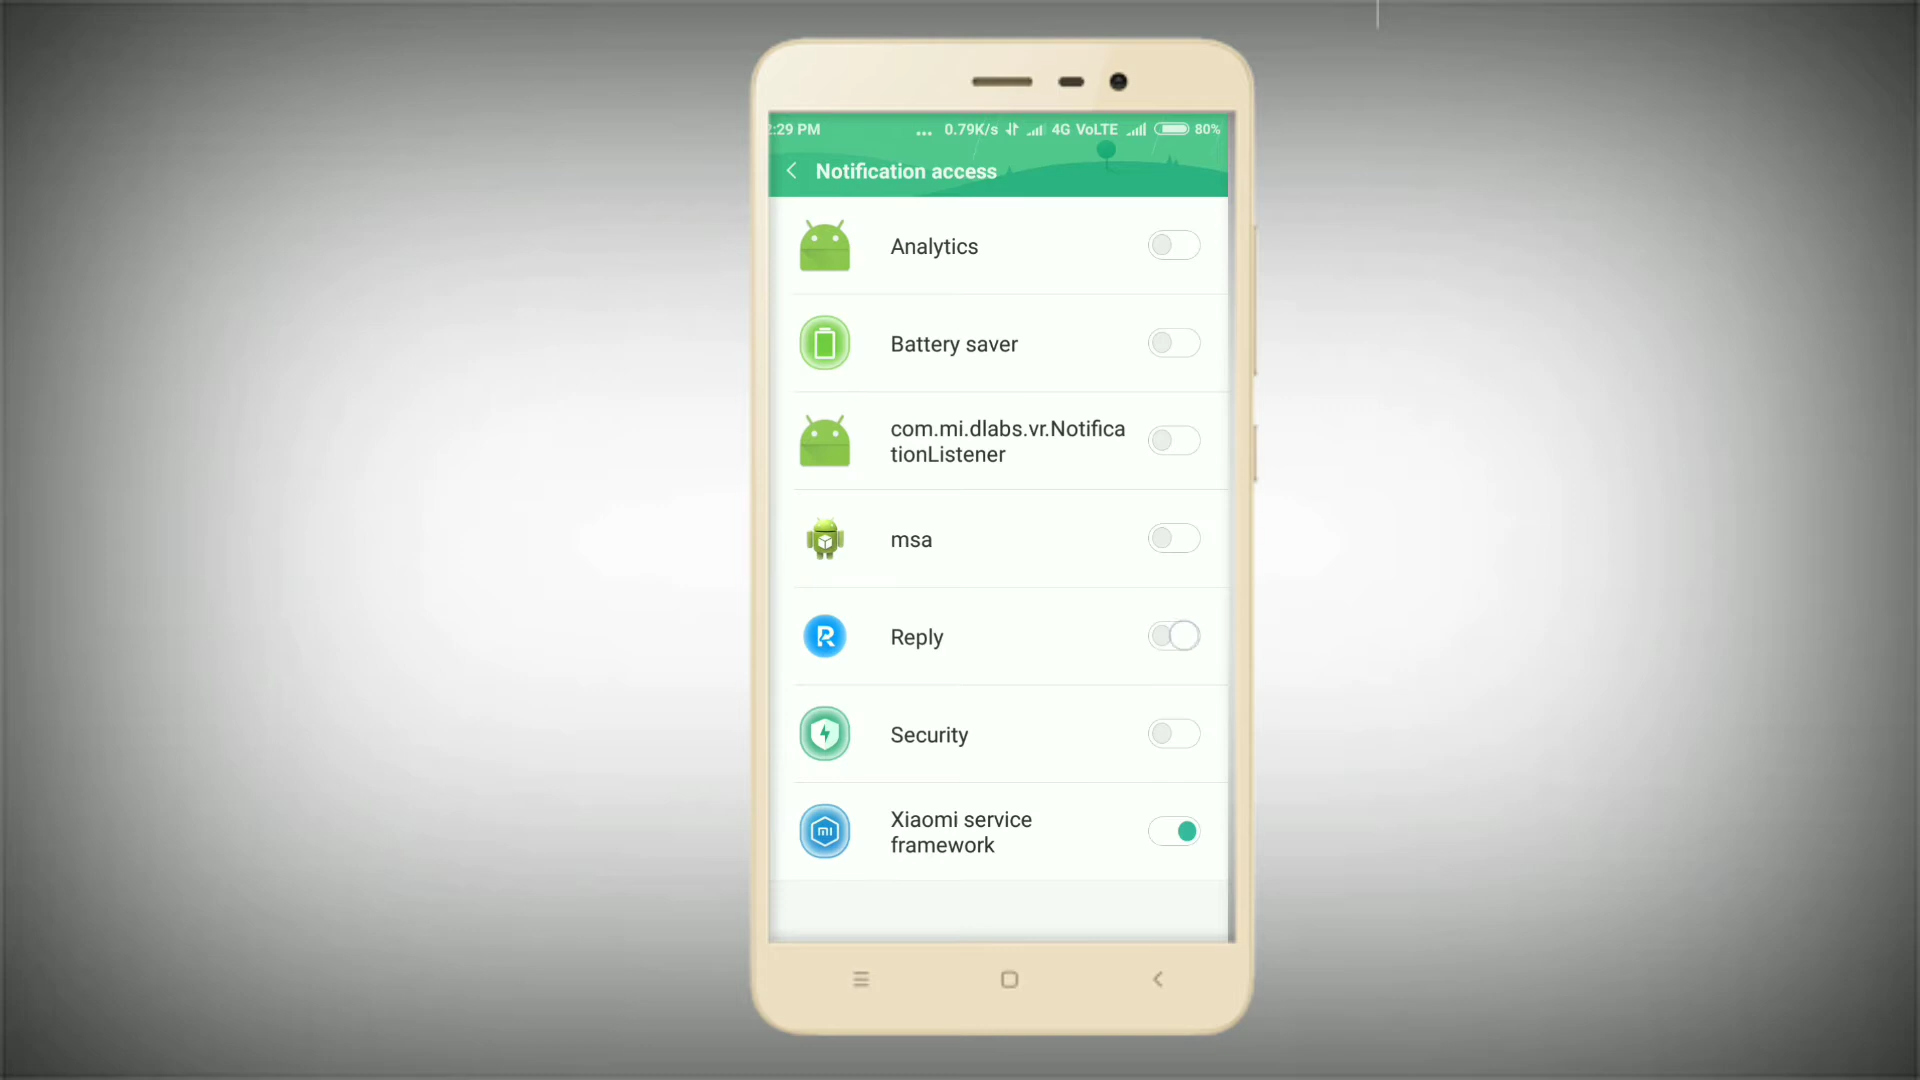 :29 PM ... 0.79K/s 4G VoLTE 80%
Notification access
Analytics
Battery saver
com.mi.dlabs.vr.Notifica
tionListener
msa
R
Reply
Security
Xiaomi service
framework
mi